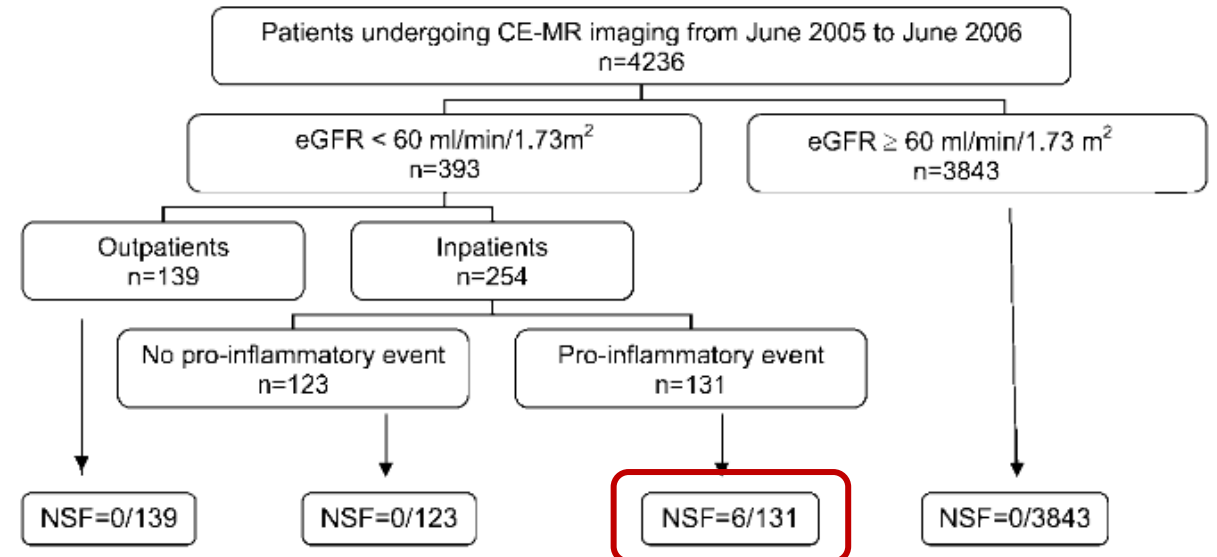 Patients undergoing CE-MR imaging from June 2005 to June 2006
n=4236
eGFR < 60 ml/min/1.73m²
n=393
eGFR ≥ 60 ml/min/1.73 m²
n=3843
Outpatients
n=139
Inpatients
n=254
No pro-inflammatory event
n=123
Pro-inflammatory event
n=131
NSF=0/139
NSF=0/123
NSF=6/131
NSF=0/3843